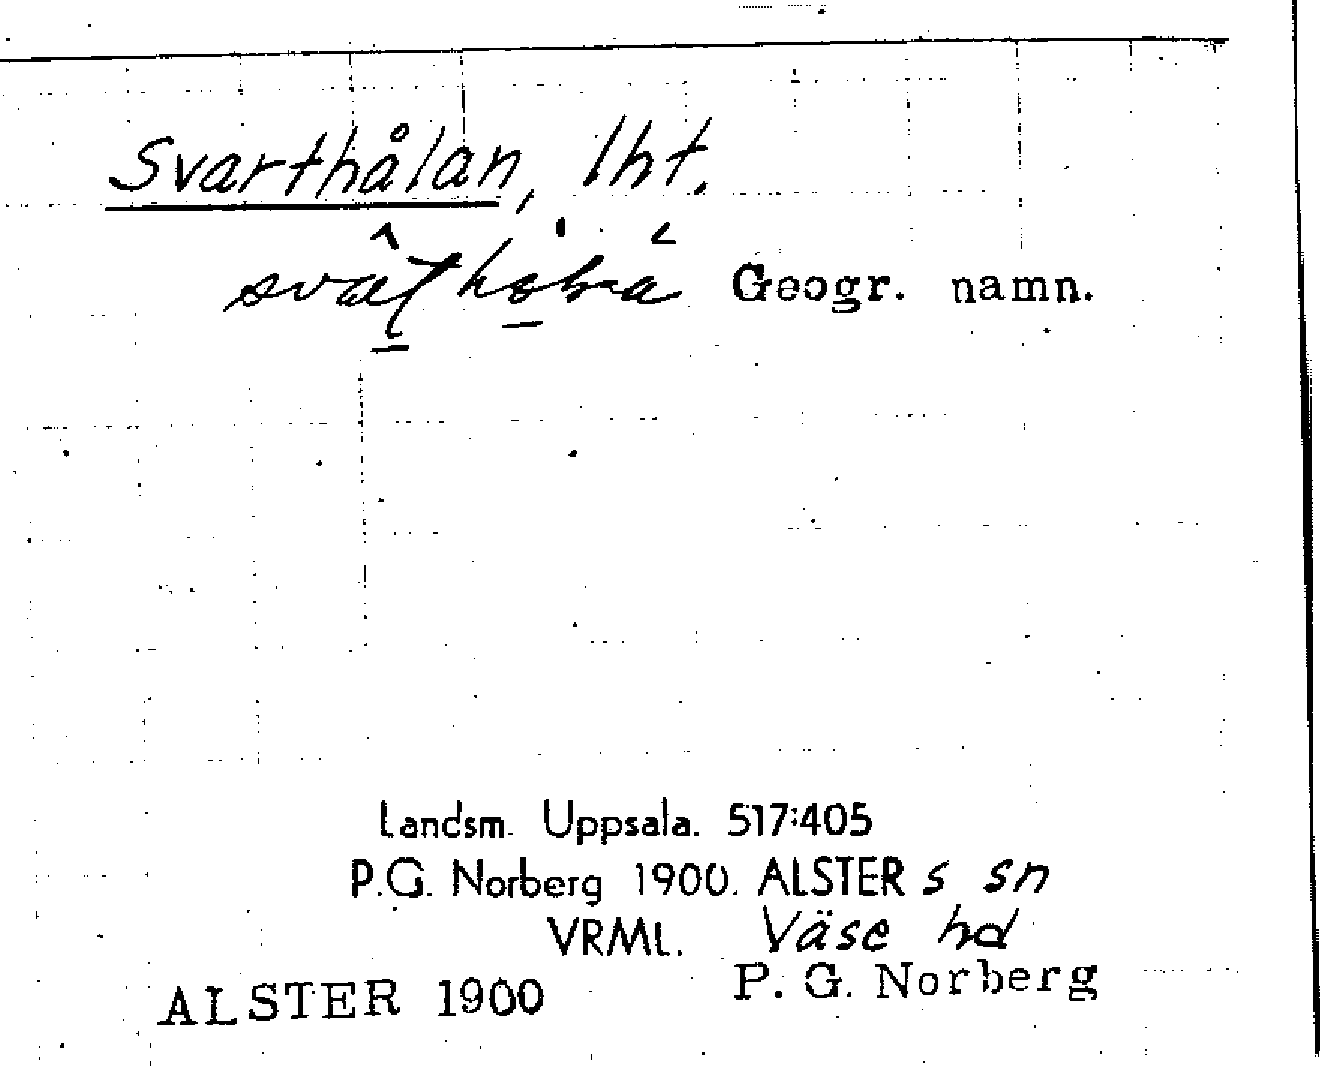 Svarthålan, lht.
Geogr. namn.
Landsm. Uppsala. 517:405
P.G. Norberg 1900. ALSTER s sn
VRML. Väse hd
P. G. Norberg
ALSTER 1900